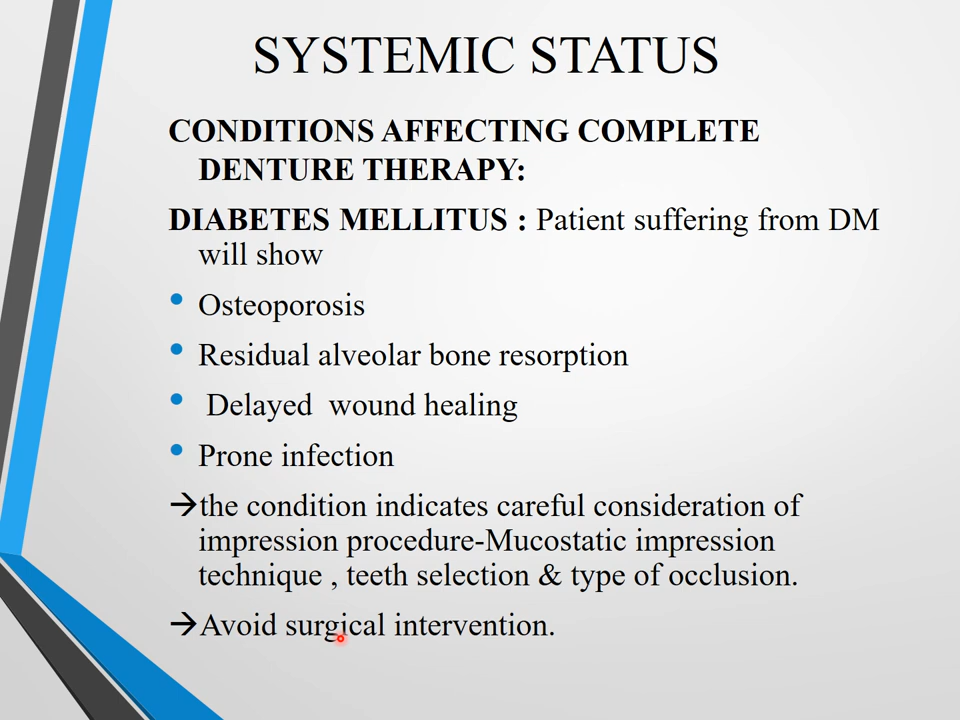 SYSTEMIC STATUS
CONDITIONS AFFECTING COMPLETE
DENTURE THERAPY:
DIABETES MELLITUS : Patient suffering from DM
will show
• Osteoporosis
• Residual alveolar bone resorption
• Delayed wound healing
• Prone infection
→the condition indicates careful consideration of
impression procedure-Mucostatic impression
technique , teeth selection & type of occlusion.
→Avoid surgical intervention.